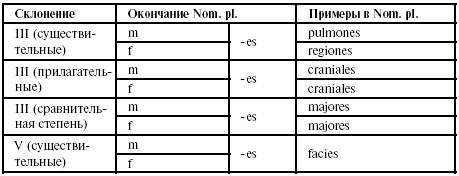 Склонение Окончание Nom. pl. Примеры в Nom. pl.
III (существи-
тельные) m -es pulmones
f regiones
III (прилагатель-
ные) m -es craniales
f craniales
III (сравнитель-
ная степень) m -es majores
f majores
V (существи-
тельные) m -es facies
f